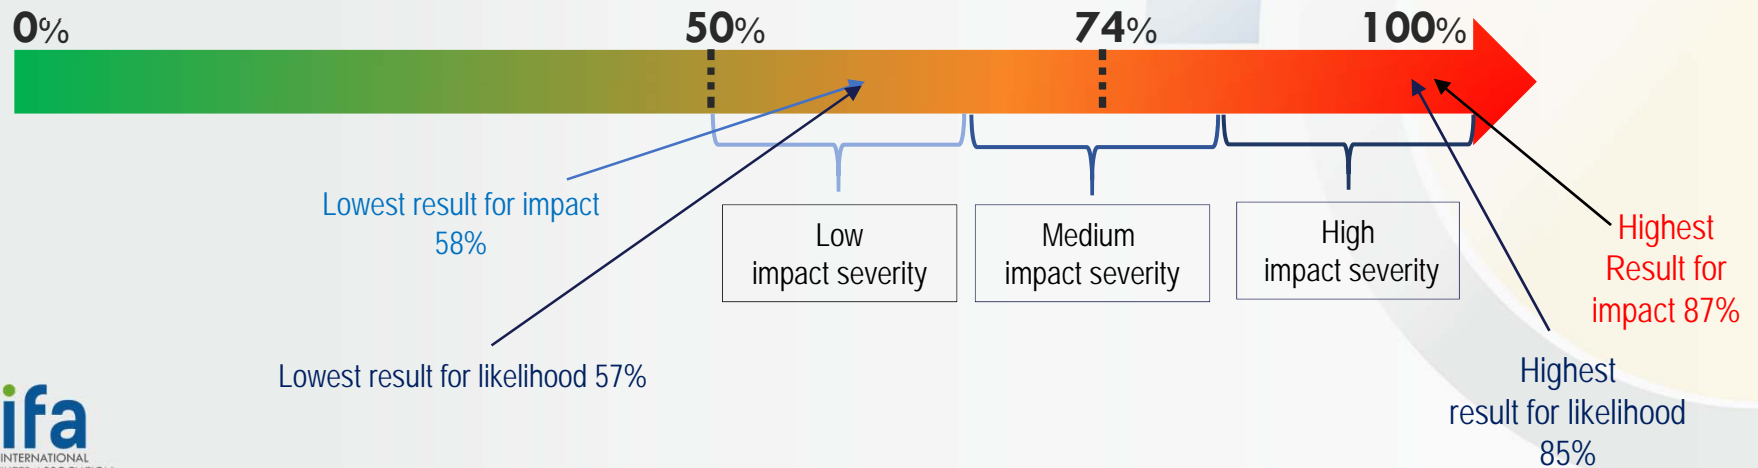 0%
50%
74%
100%
Lowest result for impact
58%
Low
impact severity
Medium
impact severity
High
impact severity
Highest
Result for
impact 87%
Lowest result for likelihood 57%
Highest
result for likelihood
85%
ifa
INTERNATIONAL